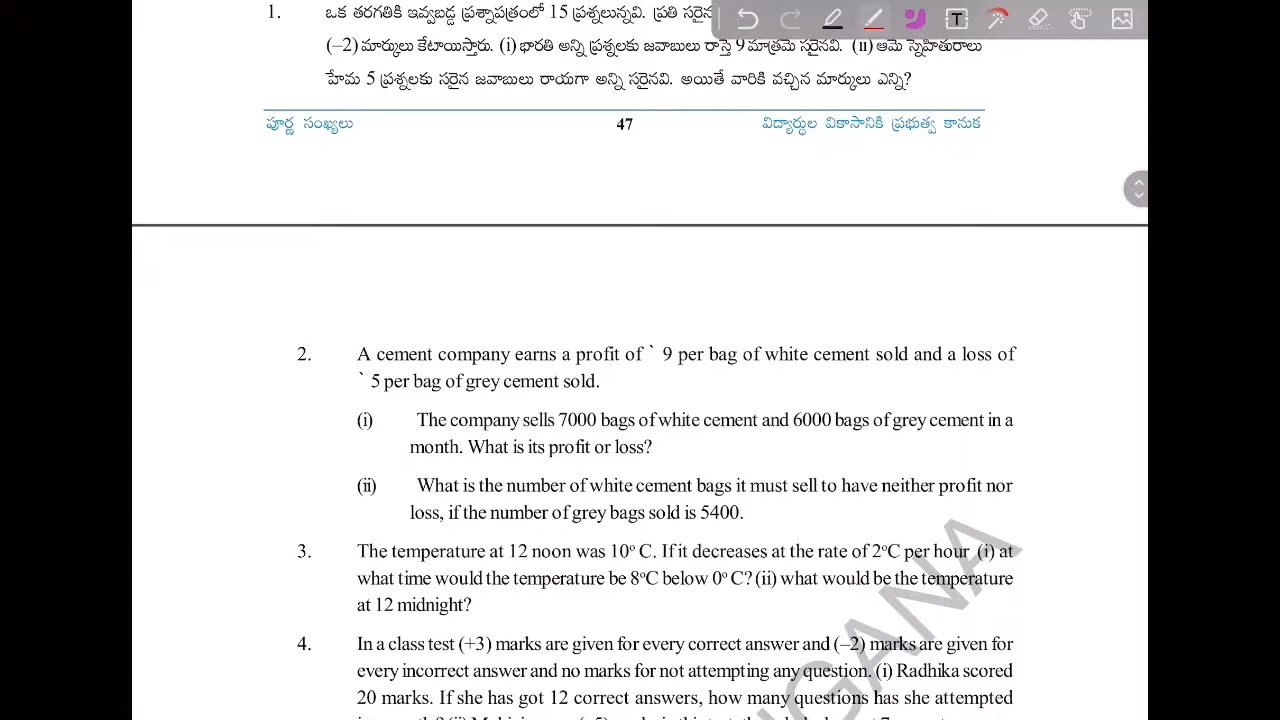 1. ఒక తరగతికి ఇవ్వబడ్డ ప్రశ్నాపత్రంలో 15 ప్రశ్నలున్నవి. ప్రతి సరైన
(–2) మార్కులు కేటాయిస్తారు. (i) భారతి అన్ని ప్రశ్నలకు జవాబులు రాస్తే 9 మాత్రమే సరైనవి. (ii) ఆమె స్నేహితురాలు
హేమ 5 ప్రశ్నలకు సరైన జవాబులు రాయగా అన్ని సరైనవి. అయితే వారికి వచ్చిన మార్కులు ఎన్ని?
పూర్ణ సంఖ్యలు 47 విద్యార్థుల వికాసానికి ప్రభుత్వ కానుక
2. A cement company earns a profit of ` 9 per bag of white cement sold and a loss of
` 5 per bag of grey cement sold.
(i) The company sells 7000 bags of white cement and 6000 bags of grey cement in a
month. What is its profit or loss?
(ii) What is the number of white cement bags it must sell to have neither profit nor
loss, if the number of grey bags sold is 5400.
3. The temperature at 12 noon was 10° C. If it decreases at the rate of 2°C per hour (i) at
what time would the temperature be 8°C below 0° C? (ii) what would be the temperature
at 12 midnight?
4. In a class test (+3) marks are given for every correct answer and (–2) marks are given for
every incorrect answer and no marks for not attempting any question. (i) Radhika scored
20 marks. If she has got 12 correct answers, how many questions has she attempted